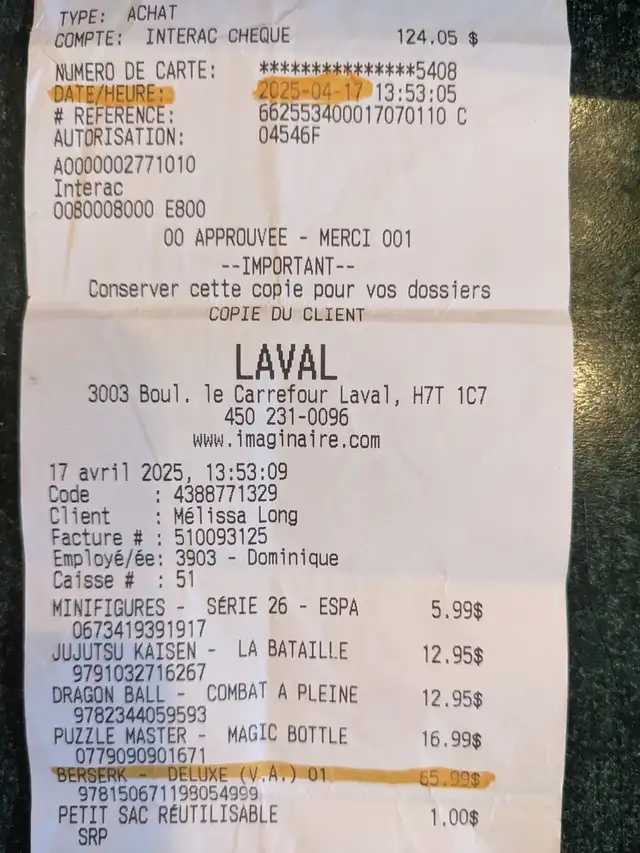 TYPE: ACHAT
COMPTE: INTERAC CHEQUE 124.05 $
NUMERO DE CARTE: ***************5408
DATE/HEURE: 2025-04-17 13:53:05
# REFERENCE: 662553400017070110 C
AUTORISATION: 04546F
A0000002771010
Interac
0080008000 E800
00 APPROUVEE - MERCI 001
--IMPORTANT--
Conserver cette copie pour vos dossiers
COPIE DU CLIENT
LAVAL
3003 Boul. le Carrefour Laval, H7T 1C7
450 231-0096
www.imaginaire.com
17 avril 2025, 13:53:09
Code : 4388771329
Client : Mélissa Long
Facture # : 510093125
Employé/ée: 3903 - Dominique
Caisse # : 51
MINIFIGURES - SÉRIE 26 - ESPA 5.99$
0673419391917
JUJUTSU KAISEN - LA BATAILLE 12.95$
9791032716267
DRAGON BALL - COMBAT A PLEINE 12.95$
9782344059593
PUZZLE MASTER - MAGIC BOTTLE 16.99$
0779090901671
BERSERK - DELUXE (V.A.) 01 65.99$
978150671198054999
PETIT SAC RÉUTILISABLE 1.00$
SRP